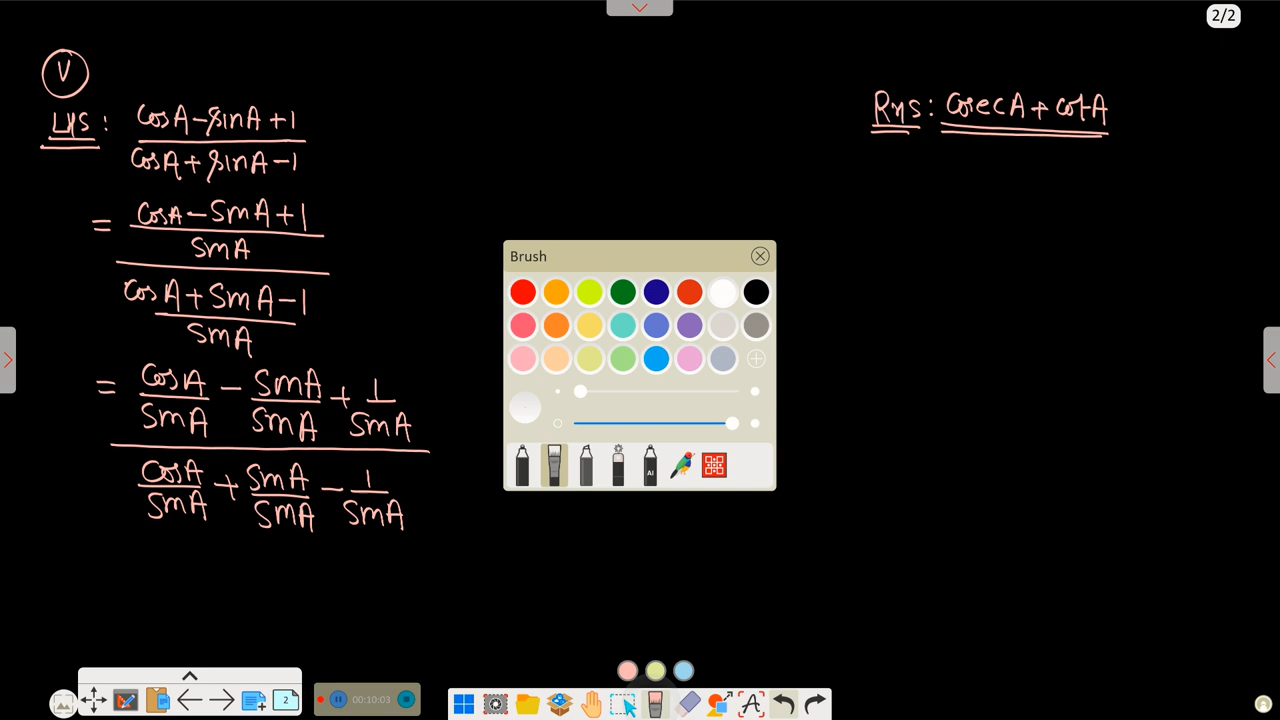 2/2
V
LHS : cosA-sinA+1
cosA+sinA-1
RHS : cosecA+cotA
= cosA-sinA+1
sinA
cosA+sinA-1
sinA
= cosA/sinA - sinA/sinA + 1/sinA
cosA/sinA + sinA/sinA - 1/sinA
Brush
AI
2
00:10:03
A